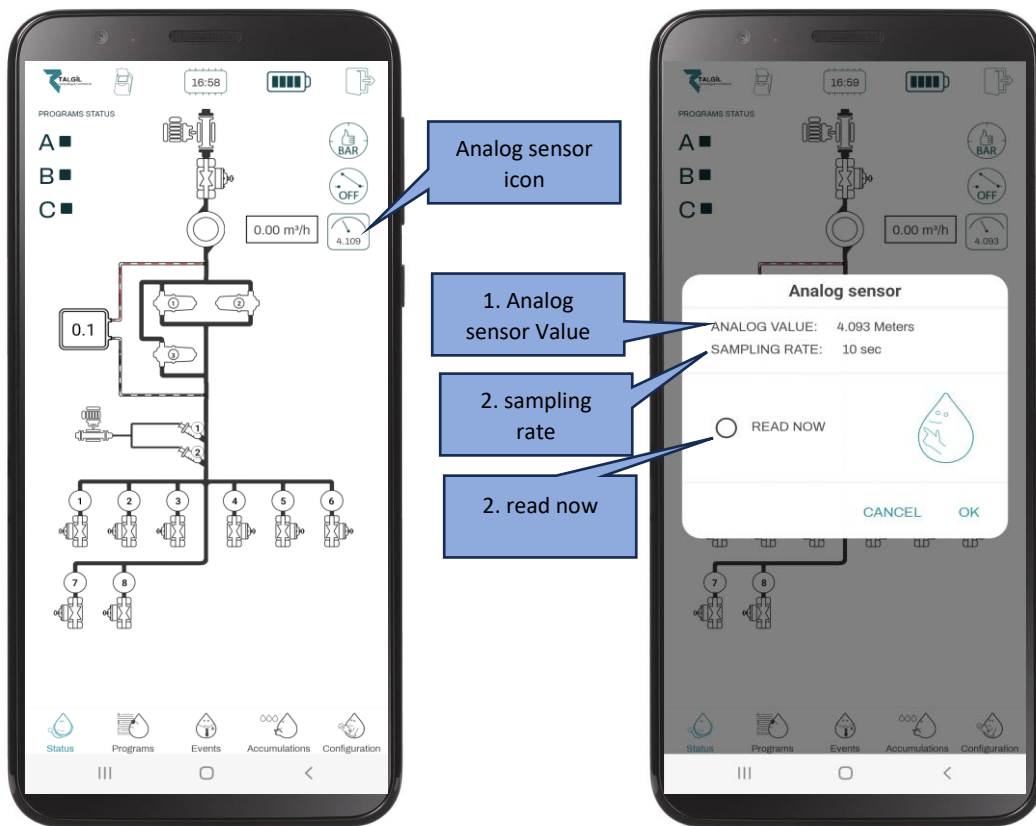 TALGIL
16:58
PROGRAMS STATUS
A
B
C
BAR
OFF
0.00 m³/h
4.109
1
2
3
0.1
1
2
1
2
3
4
5
6
7
8
Status
Programs
Events
Accumulations
Configuration
Analog sensor
icon
1. Analog
sensor Value
2. sampling
rate
2. read now
TALGIL
16:59
PROGRAMS STATUS
A
B
C
BAR
OFF
0.00 m³/h
4.093
Analog sensor
ANALOG VALUE: 4.093 Meters
SAMPLING RATE: 10 sec
READ NOW
CANCEL OK
7
8
Status
Programs
Events
Accumulations
Configuration